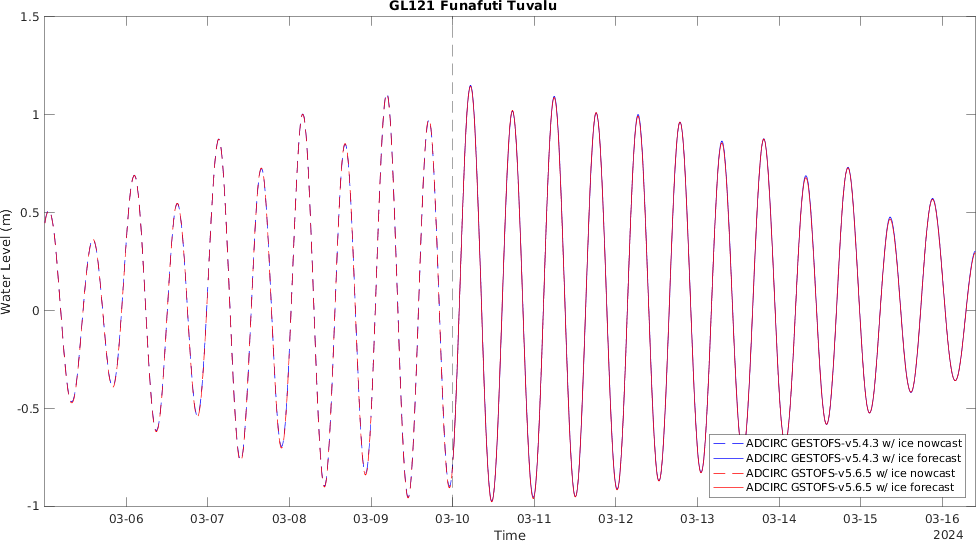 GL121 Funafuti Tuvalu
1.5
1
0.5
0
-0.5
-1
Water Level (m)
03-06 03-07 03-08 03-09 03-10 03-11 03-12 03-13 03-14 03-15 03-16
Time
2024
ADCIRC GESTOFS-v5.4.3 w/ ice nowcast
ADCIRC GESTOFS-v5.4.3 w/ ice forecast
ADCIRC GSTOFS-v5.6.5 w/ ice nowcast
ADCIRC GSTOFS-v5.6.5 w/ ice forecast